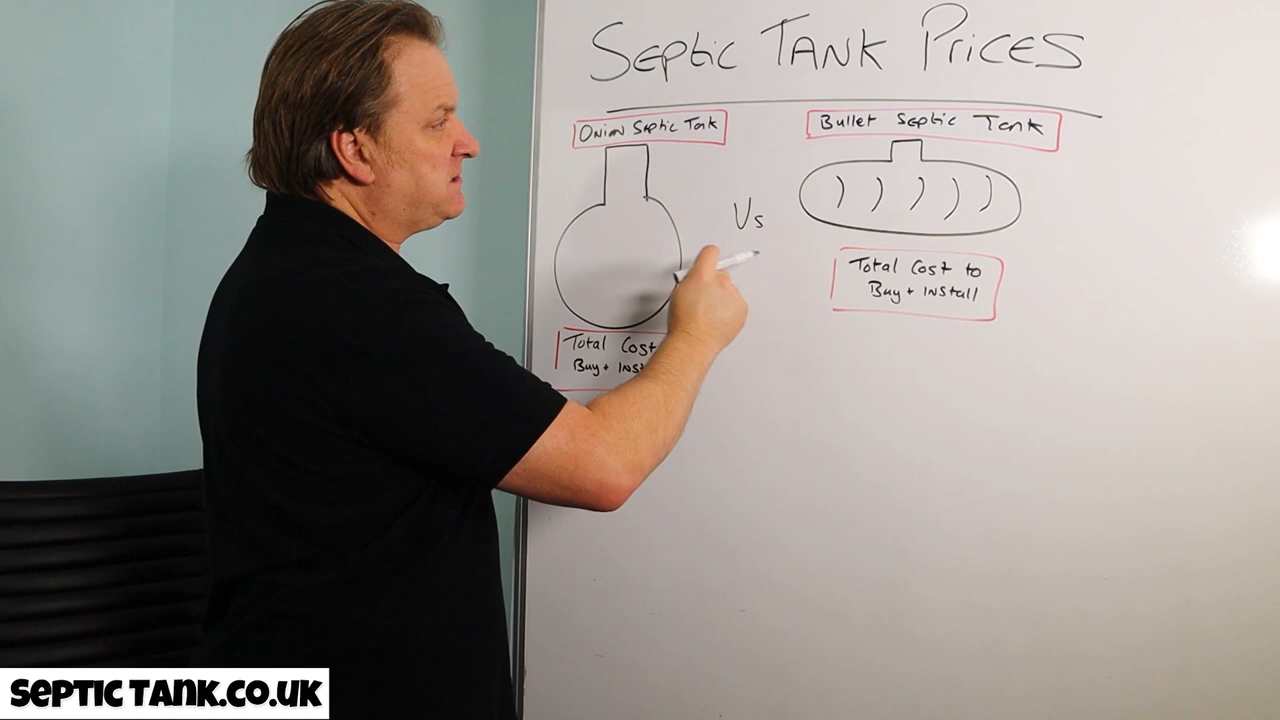 Septic Tank Prices
Onion Septic Tank
Bullet Septic Tank
Vs
Total Cost to
Buy + Install
Total Cost
Buy +
SEPTIC TANK.CO.UK